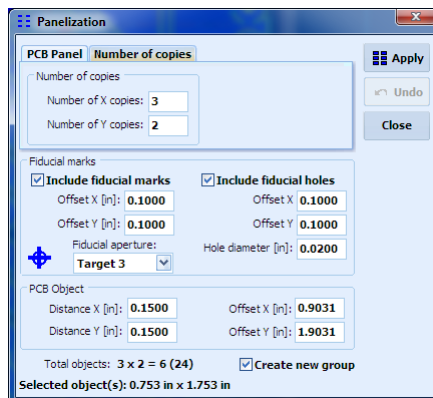 Panelization
PCB Panel Number of copies
Apply
Number of copies
Number of X copies: 3
Undo
Number of Y copies: 2
Close
Fiducial marks
Include fiducial marks Include fiducial holes
Offset X [in]: 0.1000 Offset X 0.1000
Offset Y [in]: 0.1000 Offset Y 0.1000
Fiducial aperture: Hole diameter [in]: 0.0200
Target 3
PCB Object
Distance X [in]: 0.1500 Offset X [in]: 0.9031
Distance Y [in]: 0.1500 Offset Y [in]: 1.9031
Total objects: 3 x 2 = 6 (24) Create new group
Selected object(s): 0.753 in x 1.753 in